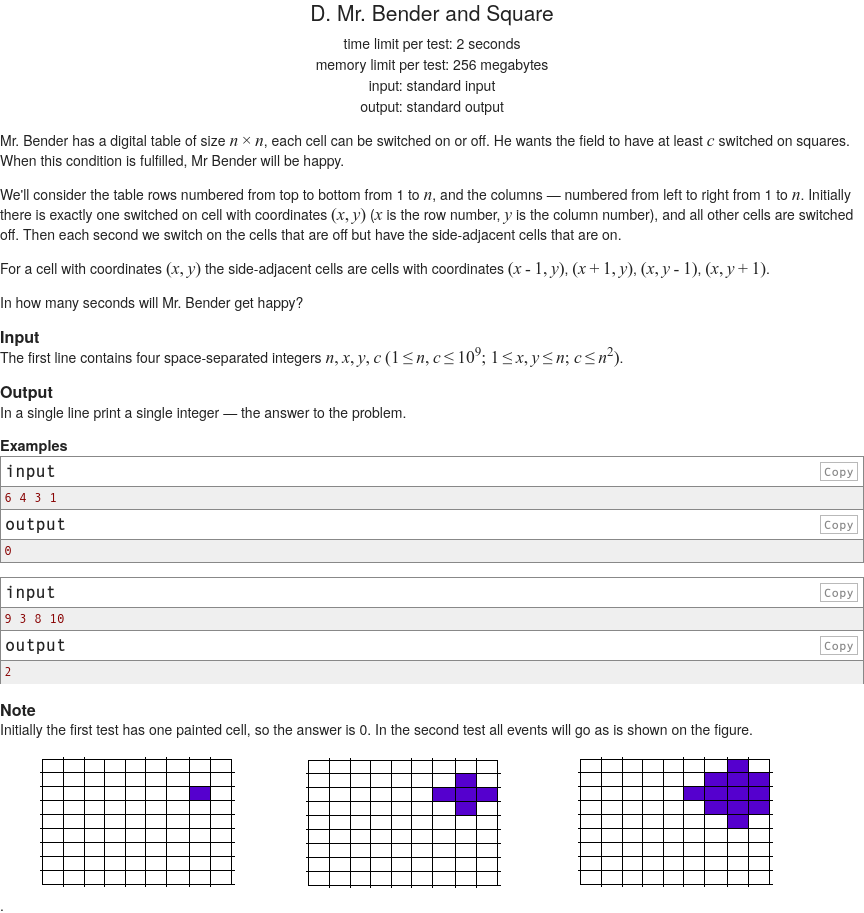 D. Mr. Bender and Square
time limit per test: 2 seconds
memory limit per test: 256 megabytes
input: standard input
output: standard output
Mr. Bender has a digital table of size n × n, each cell can be switched on or off. He wants the field to have at least c switched on squares.
When this condition is fulfilled, Mr Bender will be happy.
We'll consider the table rows numbered from top to bottom from 1 to n, and the columns — numbered from left to right from 1 to n. Initially
there is exactly one switched on cell with coordinates (x, y) (x is the row number, y is the column number), and all other cells are switched
off. Then each second we switch on the cells that are off but have the side-adjacent cells that are on.
For a cell with coordinates (x, y) the side-adjacent cells are cells with coordinates (x - 1, y), (x + 1, y), (x, y - 1), (x, y + 1).
In how many seconds will Mr. Bender get happy?
Input
The first line contains four space-separated integers n, x, y, c (1 ≤ n, c ≤ 10⁹; 1 ≤ x, y ≤ n; c ≤ n²).
Output
In a single line print a single integer — the answer to the problem.
Examples
input Copy
6 4 3 1
output Copy
0
input Copy
9 3 8 10
output Copy
2
Note
Initially the first test has one painted cell, so the answer is 0. In the second test all events will go as is shown on the figure.
.